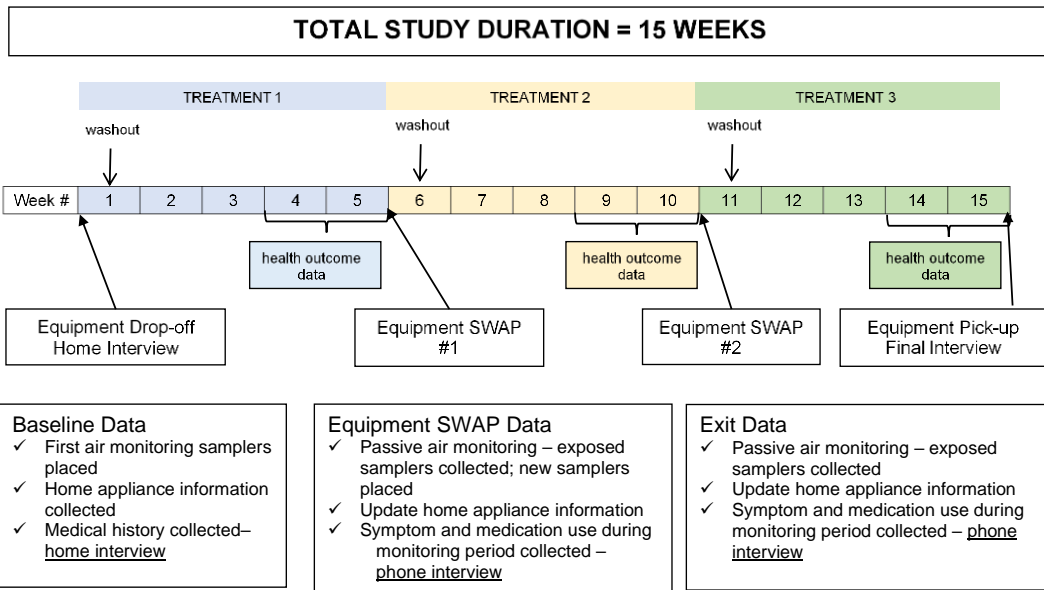 TOTAL STUDY DURATION = 15 WEEKS
TREATMENT 1 TREATMENT 2 TREATMENT 3
washout washout washout
Week # 1 2 3 4 5 6 7 8 9 10 11 12 13 14 15
health outcome
data
health outcome
data
health outcome
data
Equipment Drop-off
Home Interview
Equipment SWAP
#1
Equipment SWAP
#2
Equipment Pick-up
Final Interview
Baseline Data
✓ First air monitoring samplers
placed
✓ Home appliance information
collected
✓ Medical history collected–
home interview
Equipment SWAP Data
✓ Passive air monitoring – exposed
samplers collected; new samplers
placed
✓ Update home appliance information
✓ Symptom and medication use during
monitoring period collected –
phone interview
Exit Data
✓ Passive air monitoring – exposed
samplers collected
✓ Update home appliance information
✓ Symptom and medication use during
monitoring period collected – phone
interview